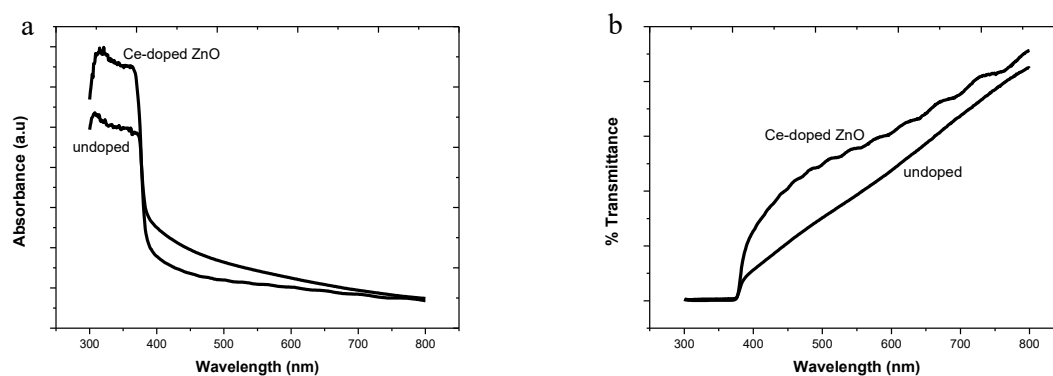 a
Ce-doped ZnO
undoped
Absorbance (a.u)
300 400 500 600 700 800
Wavelength (nm)
b
Ce-doped ZnO
undoped
% Transmittance
300 400 500 600 700 800
Wavelength (nm)